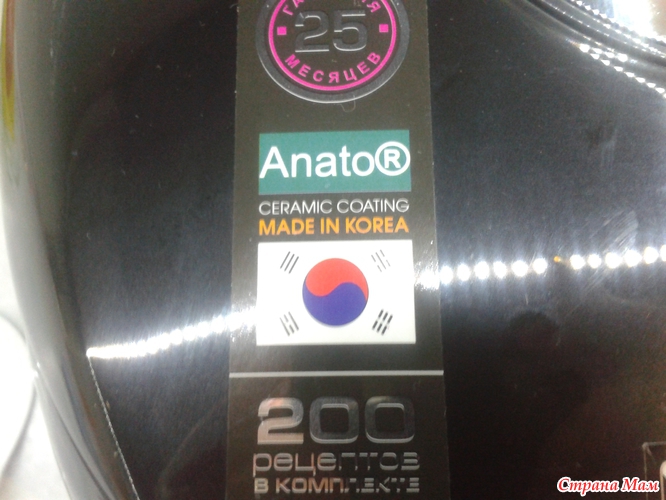 25
МЕСЯЦЕВ
Anato®
CERAMIC COATING
MADE IN KOREA
200
рецептов
В КОМПЛЕКТЕ
Страна Мам